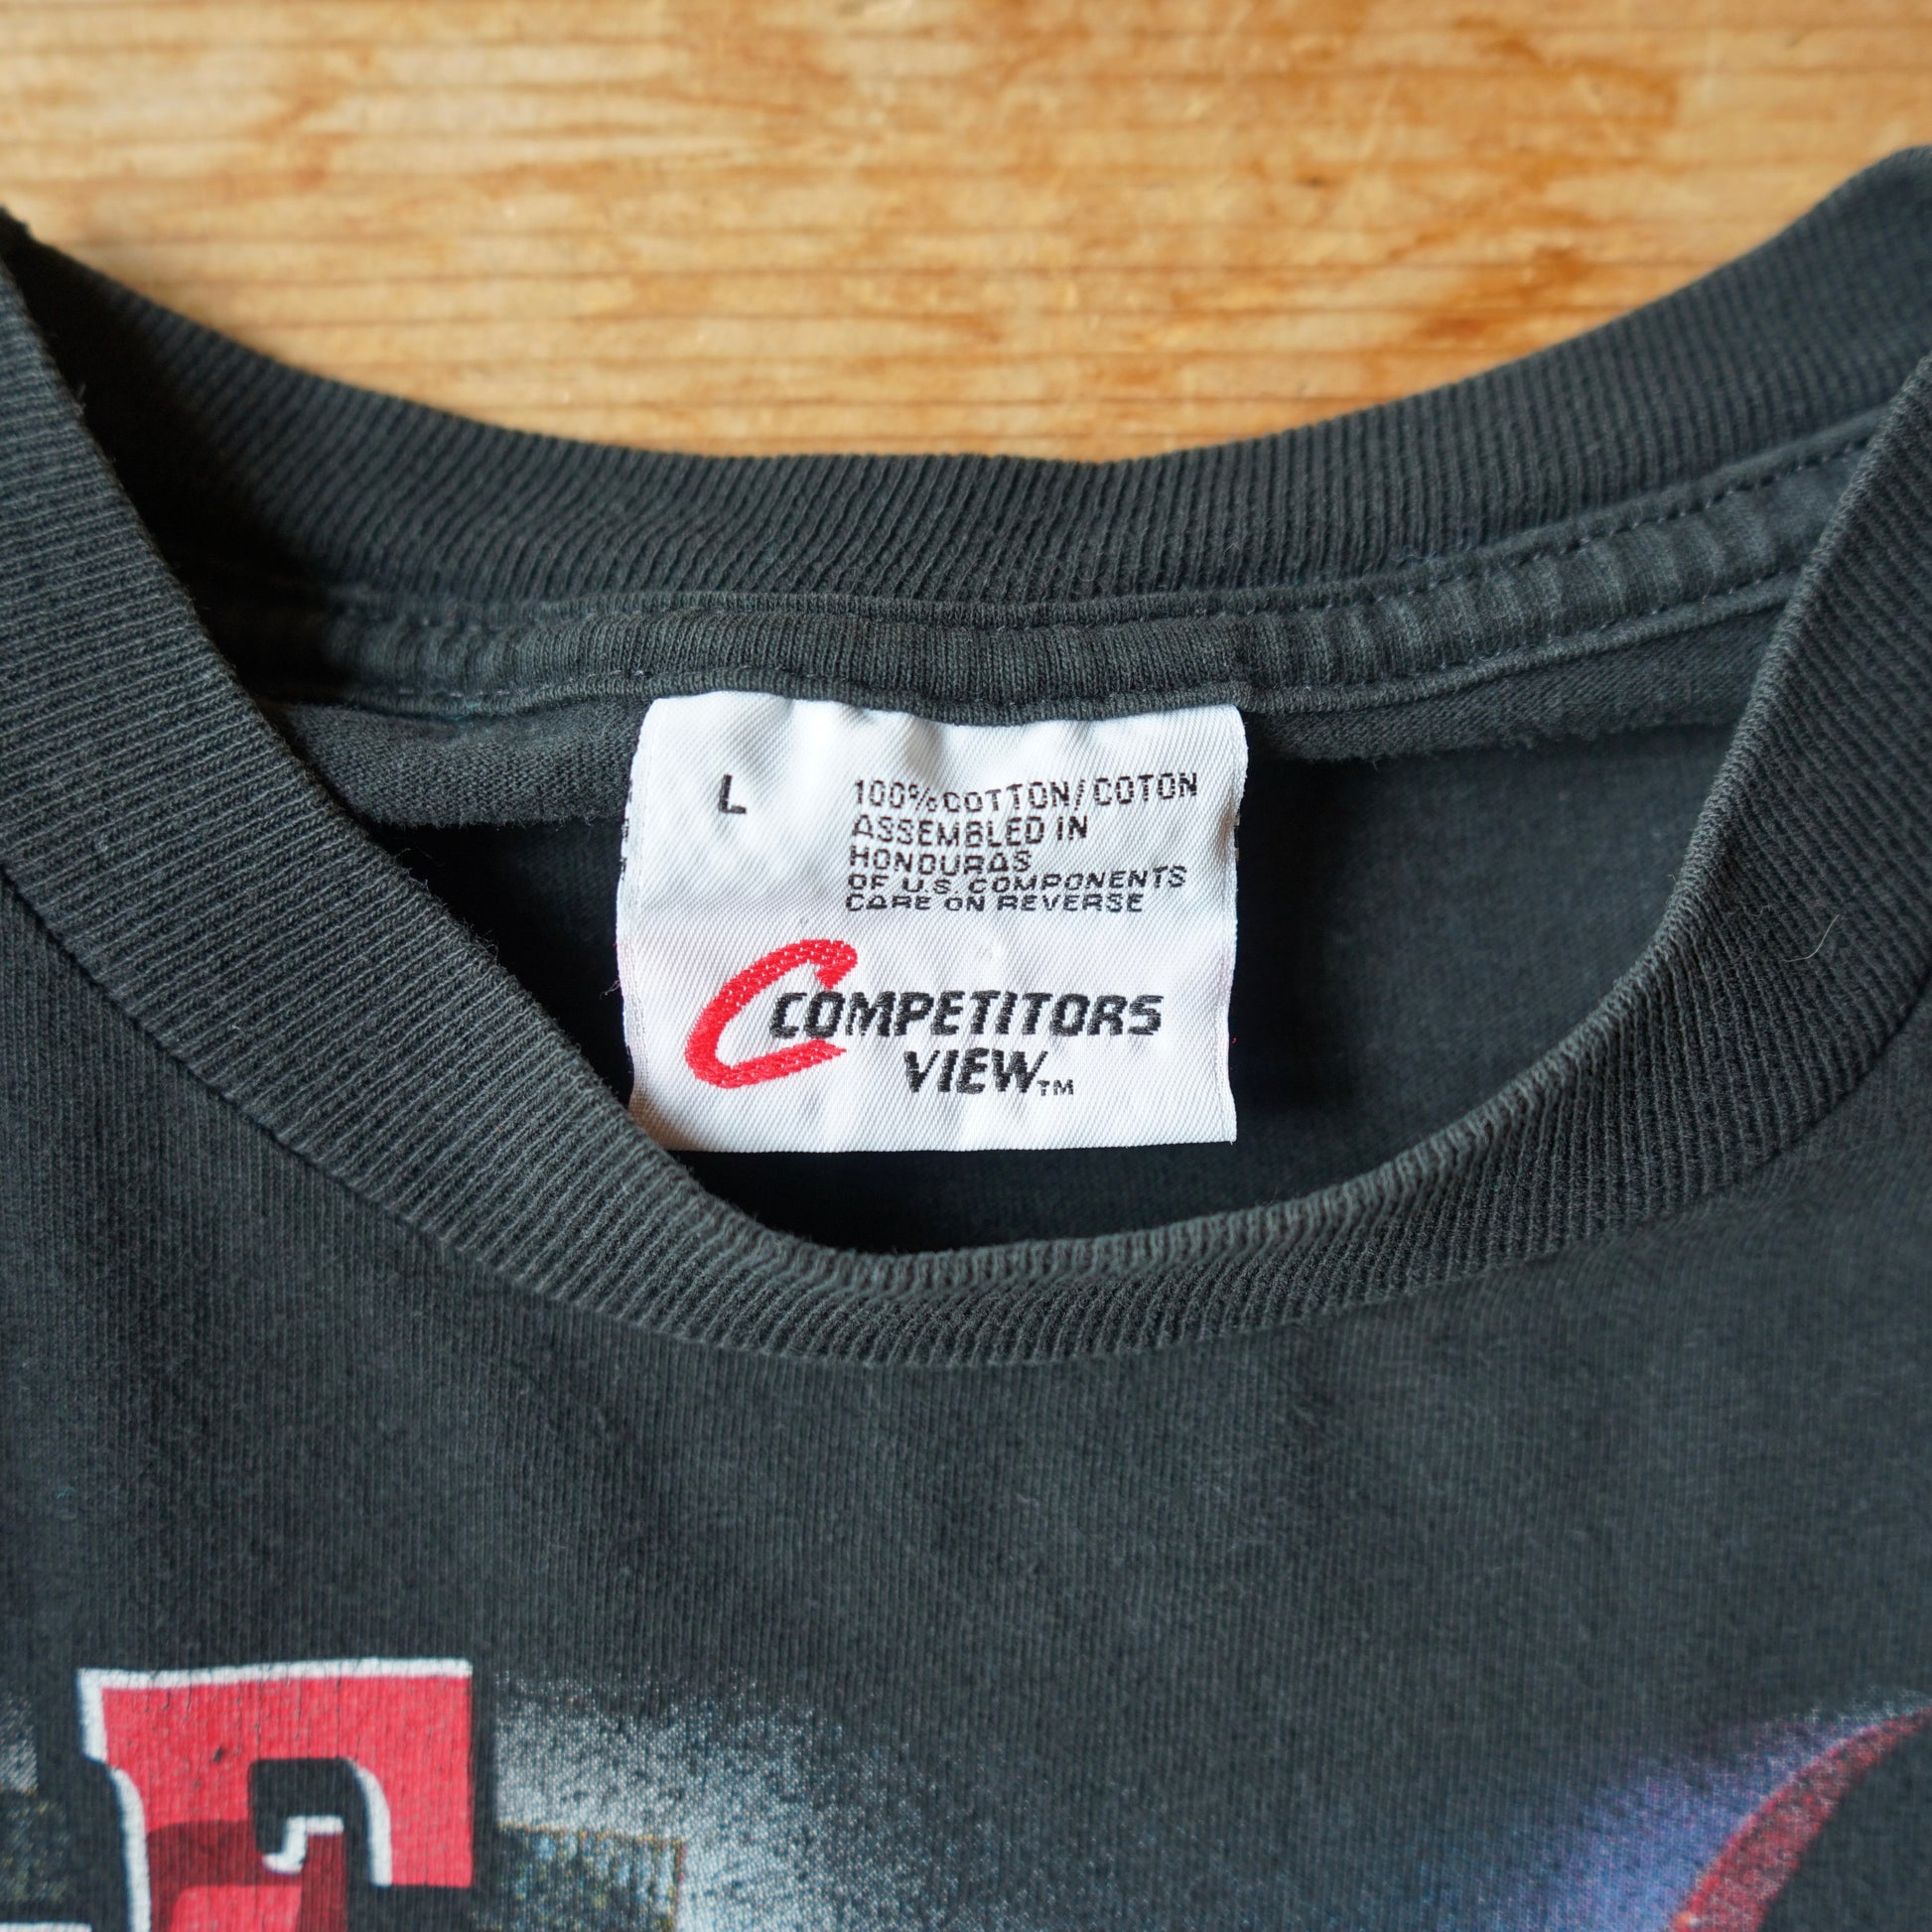 L
100% COTTON/COTON
ASSEMBLED IN
HONDURAS
OF U.S. COMPONENTS
CARE ON REVERSE
C COMPETITORS
VIEW™